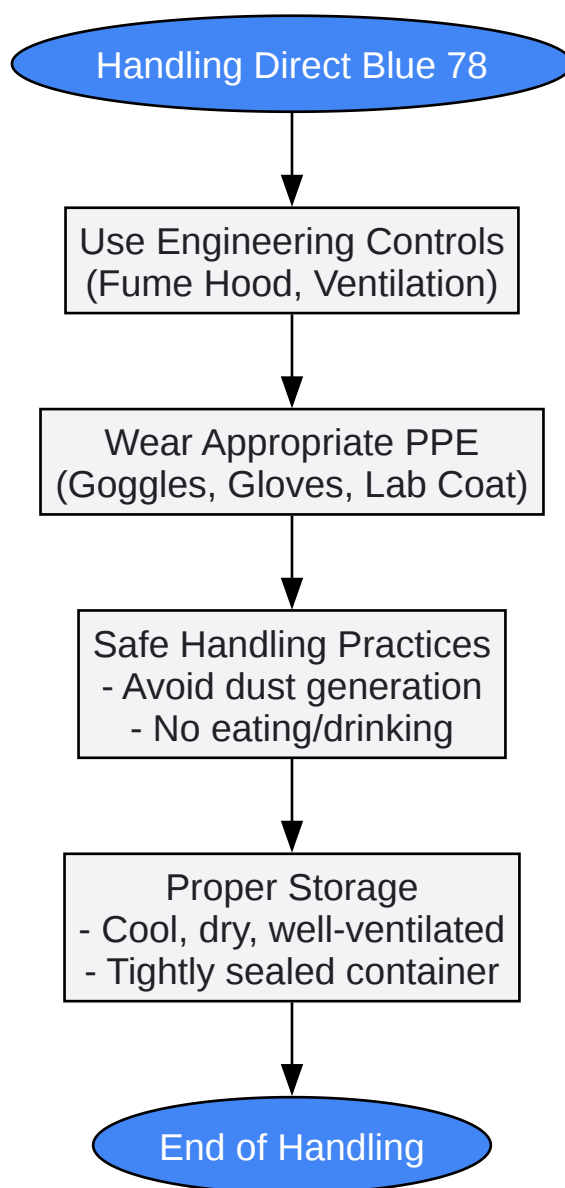 Handling Direct Blue 78
Use Engineering Controls
(Fume Hood, Ventilation)
Wear Appropriate PPE
(Goggles, Gloves, Lab Coat)
Safe Handling Practices
- Avoid dust generation
- No eating/drinking
Proper Storage
- Cool, dry, well-ventilated
- Tightly sealed container
End of Handling